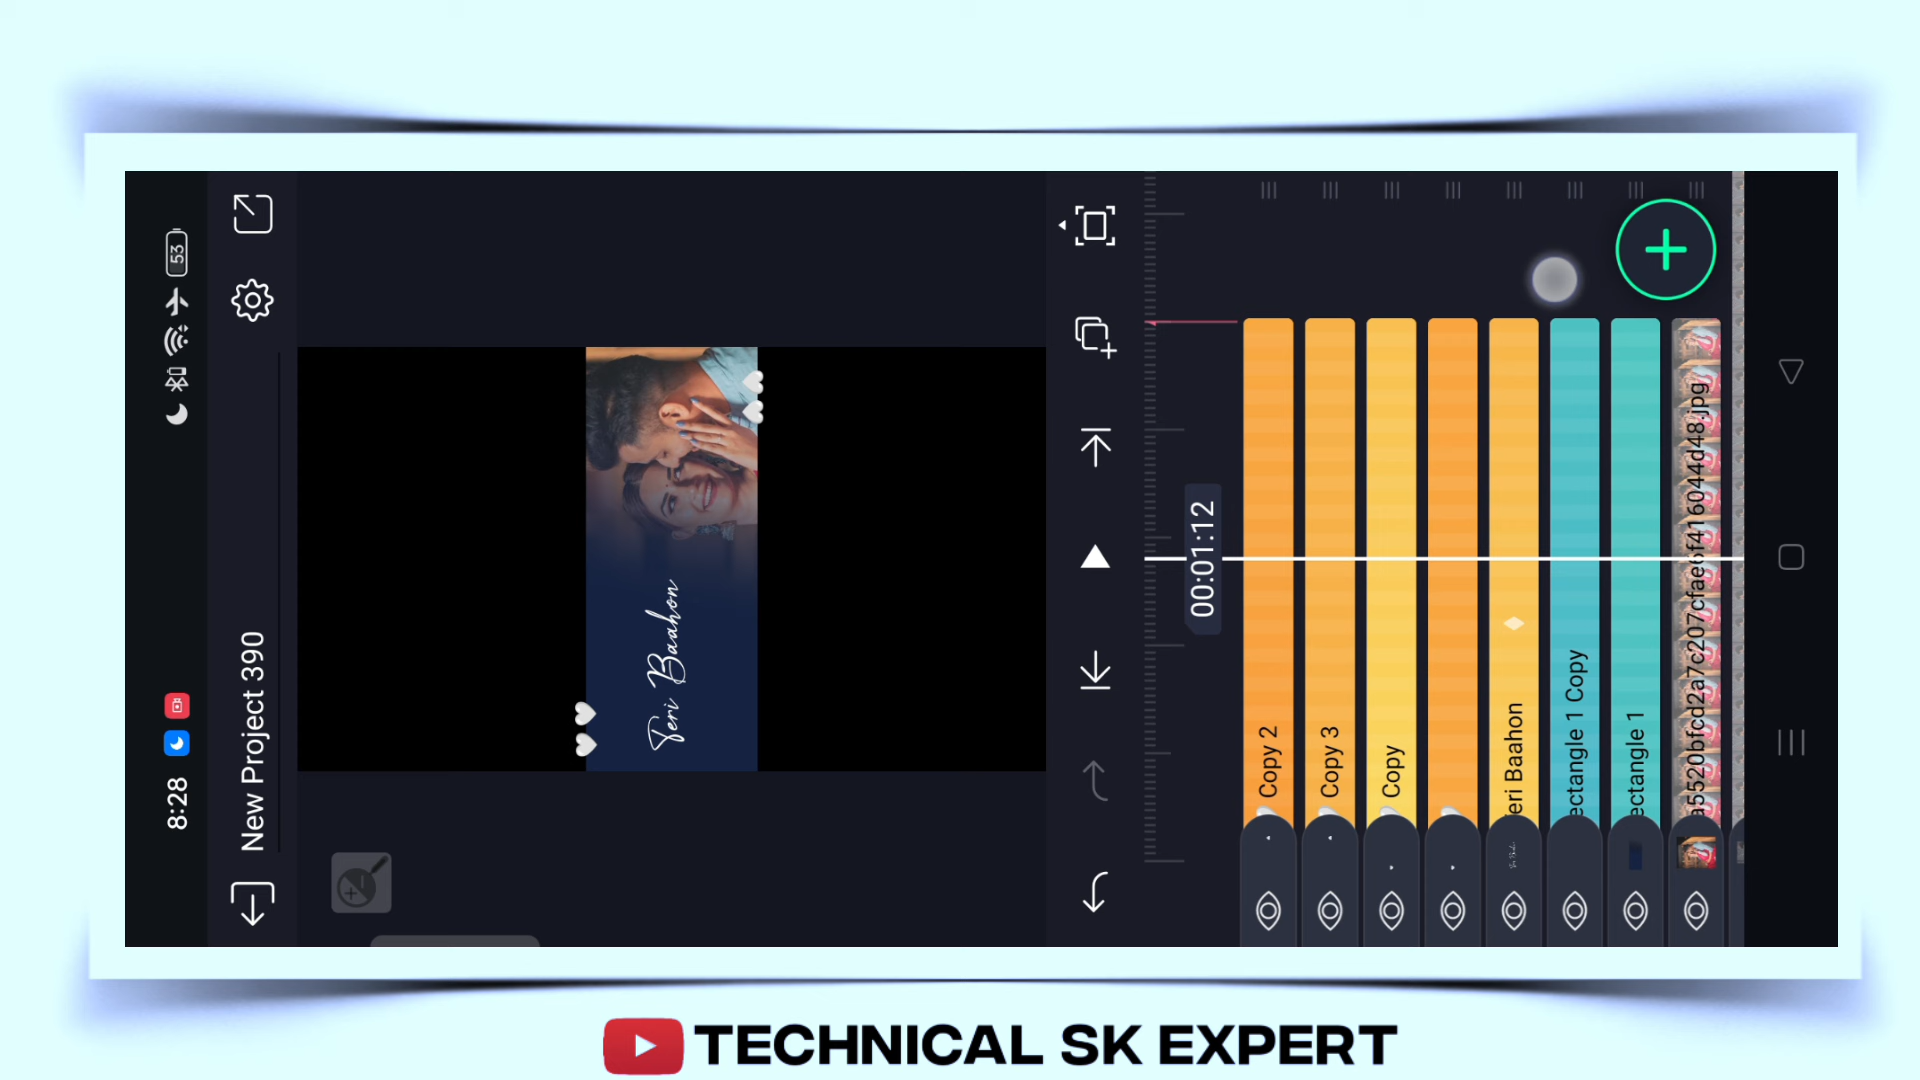 8:28
53
New Project 390
Teri Baahon
00:01:12
Copy 2
Copy 3
Copy
eri Baahon
ectangle 1 Copy
ectangle 1
TECHNICAL SK EXPERT